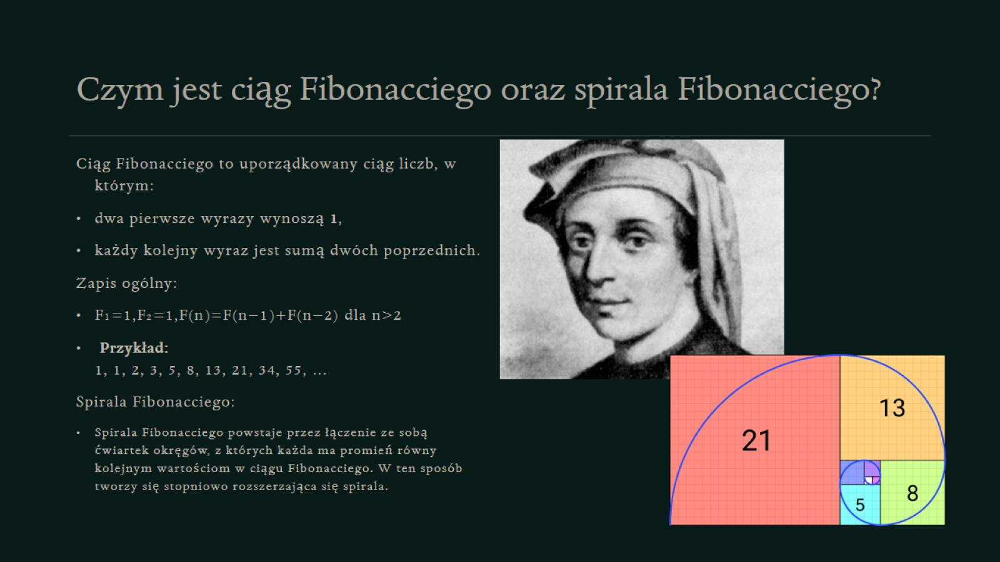 Czym jest ciąg Fibonacciego oraz spirala Fibonacciego?
Ciąg Fibonacciego to uporządkowany ciąg liczb, w
którym:
• dwa pierwsze wyrazy wynoszą 1,
• każdy kolejny wyraz jest sumą dwóch poprzednich.
Zapis ogólny:
• F₁=1,F₂=1,F(n)=F(n−1)+F(n−2) dla n>2
• Przykład:
1, 1, 2, 3, 5, 8, 13, 21, 34, 55, ...
Spirala Fibonacciego:
• Spirala Fibonacciego powstaje przez łączenie ze sobą
ćwiartek okręgów, z których każda ma promień równy
kolejnym wartościom w ciągu Fibonacciego. W ten sposób
tworzy się stopniowo rozszerzająca się spirala.
21
13
8
5